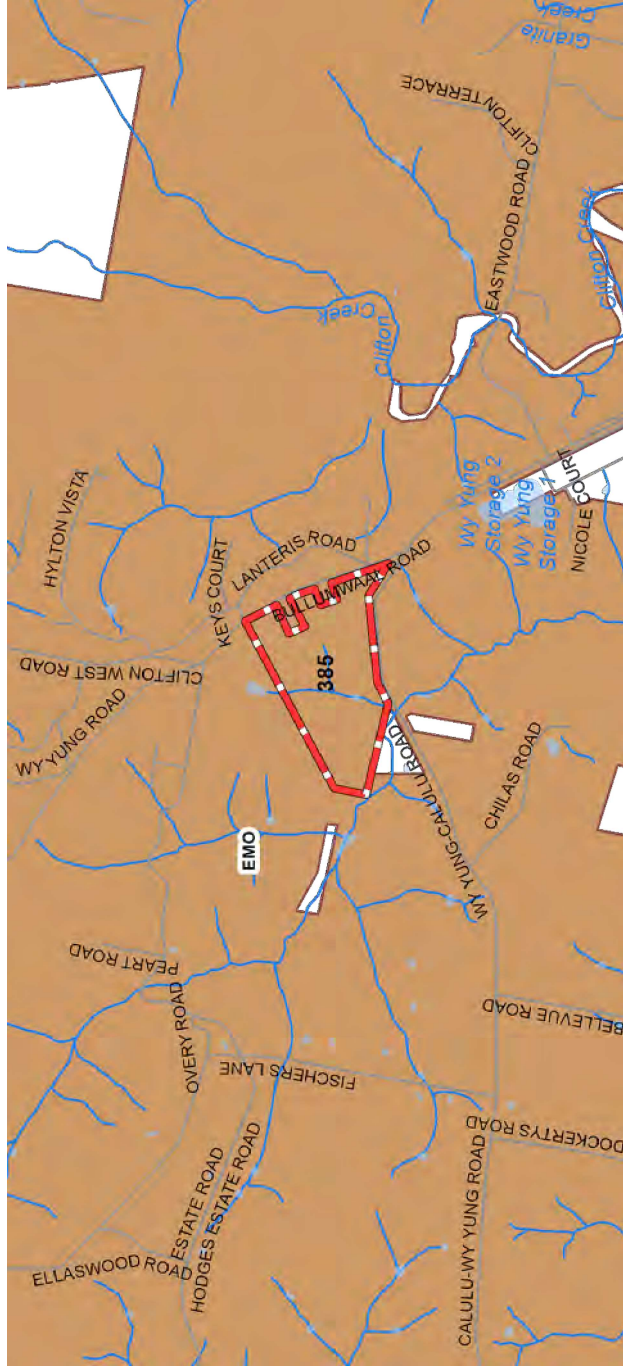 Granite
Creek
CLIFTON TERRACE
EASTWOOD ROAD
Clifton Creek
Clifton
Creek
HYLTON VISTA
KEYS COURT
LANTERIS ROAD
BULLUMWAAL ROAD
Wy Yung
Storage 2
Wy Yung
Storage 1
NICOLE COURT
CLIFTON WEST ROAD
WY YUNG ROAD
385
WY YUNG-CALULU ROAD
CHILAS ROAD
EMO
PEART ROAD
OVERY ROAD
FISCHERS LANE
BELLEVUE ROAD
DOCKERTYS ROAD
CALULU-WY YUNG ROAD
ESTATE ROAD
HODGES ESTATE ROAD
ELLASWOOD ROAD